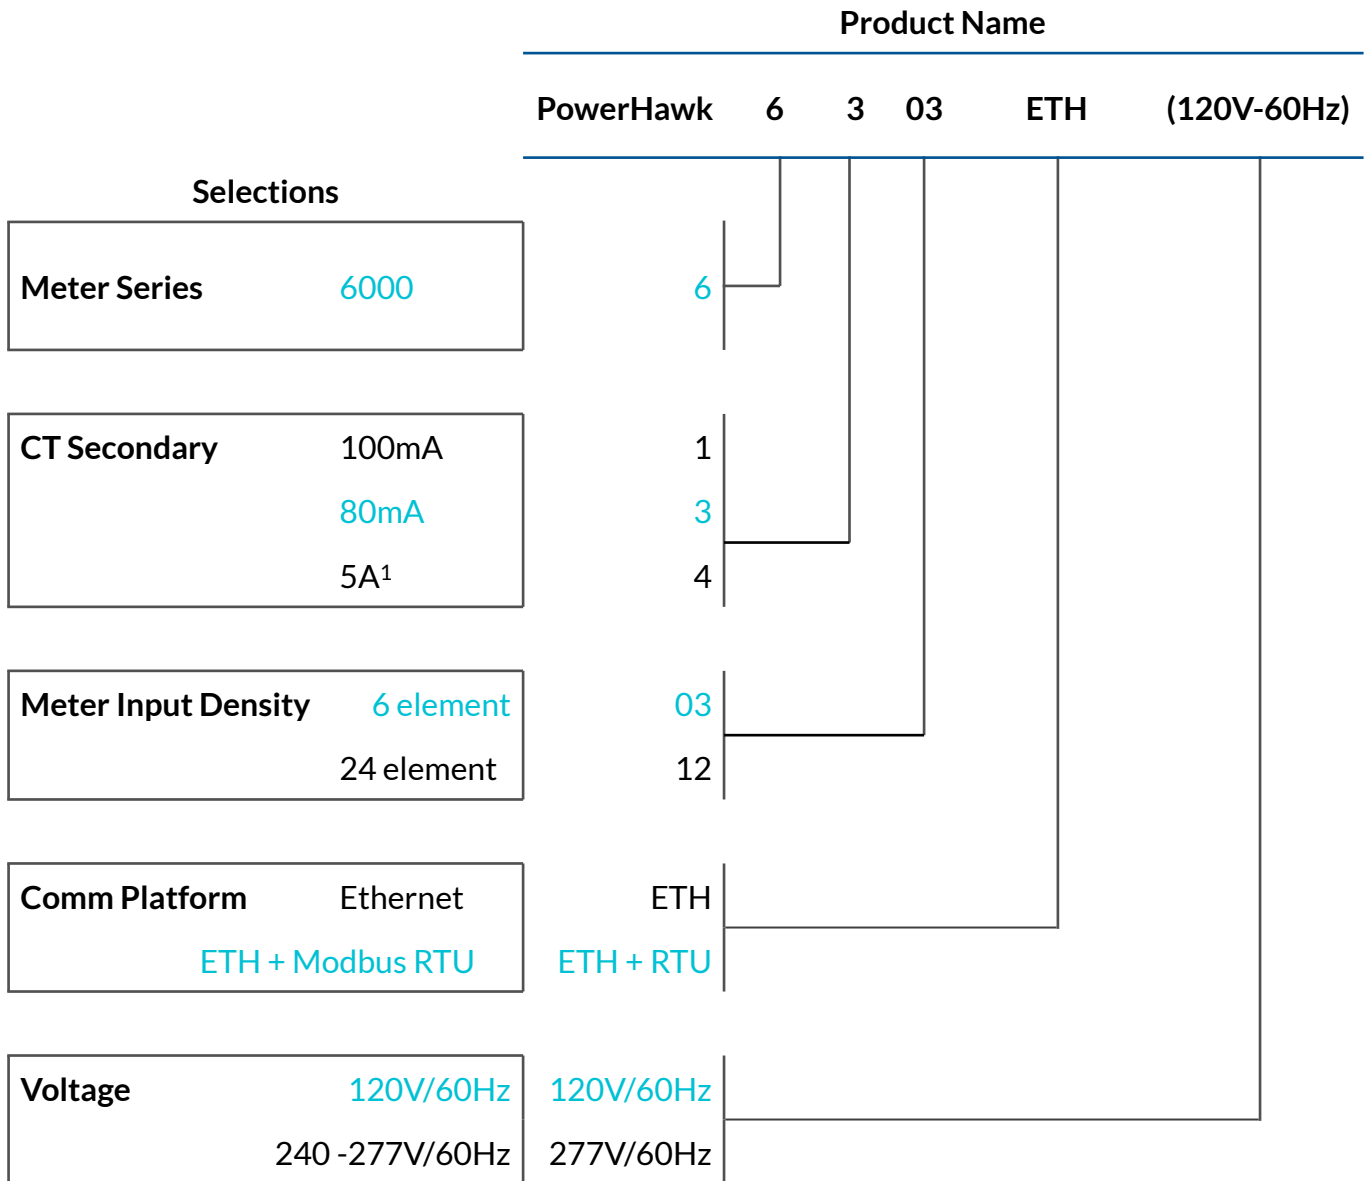 Product Name
PowerHawk 6 3 03 ETH (120V-60Hz)
Selections
Meter Series 6000 6
CT Secondary 100mA 1
80mA 3
5A¹ 4
Meter Input Density 6 element 03
24 element 12
Comm Platform Ethernet ETH
ETH + Modbus RTU ETH + RTU
Voltage 120V/60Hz 120V/60Hz
240 -277V/60Hz 277V/60Hz